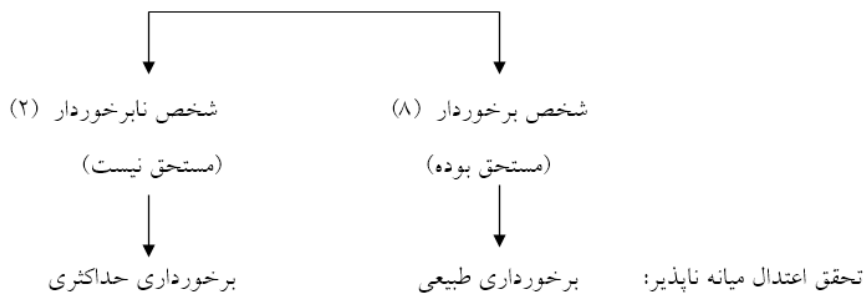 شخص برخوردار (۸) شخص نابرخوردار (۲)
(مستحق بوده) (مستحق نیست)
تحقق اعتدال میانه ناپذیر: برخورداری طبیعی برخورداری حداکثری